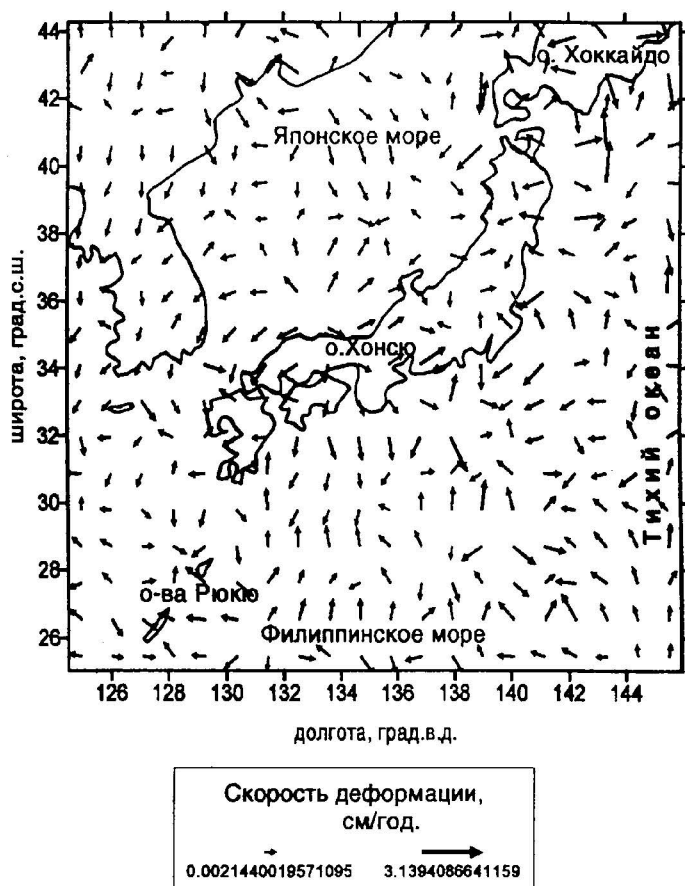 44
42
40
38
36
34
32
30
28
26
широта, град.с.ш.
о. Хоккайдо
Японское море
о.Хонсю
Тихий океан
о-ва Рюкю
Филиппинское море
126 128 130 132 134 136 138 140 142 144
долгота, град.в.д.
Скорость деформации,
см/год.
0.0021440019571095 3.1394086641159